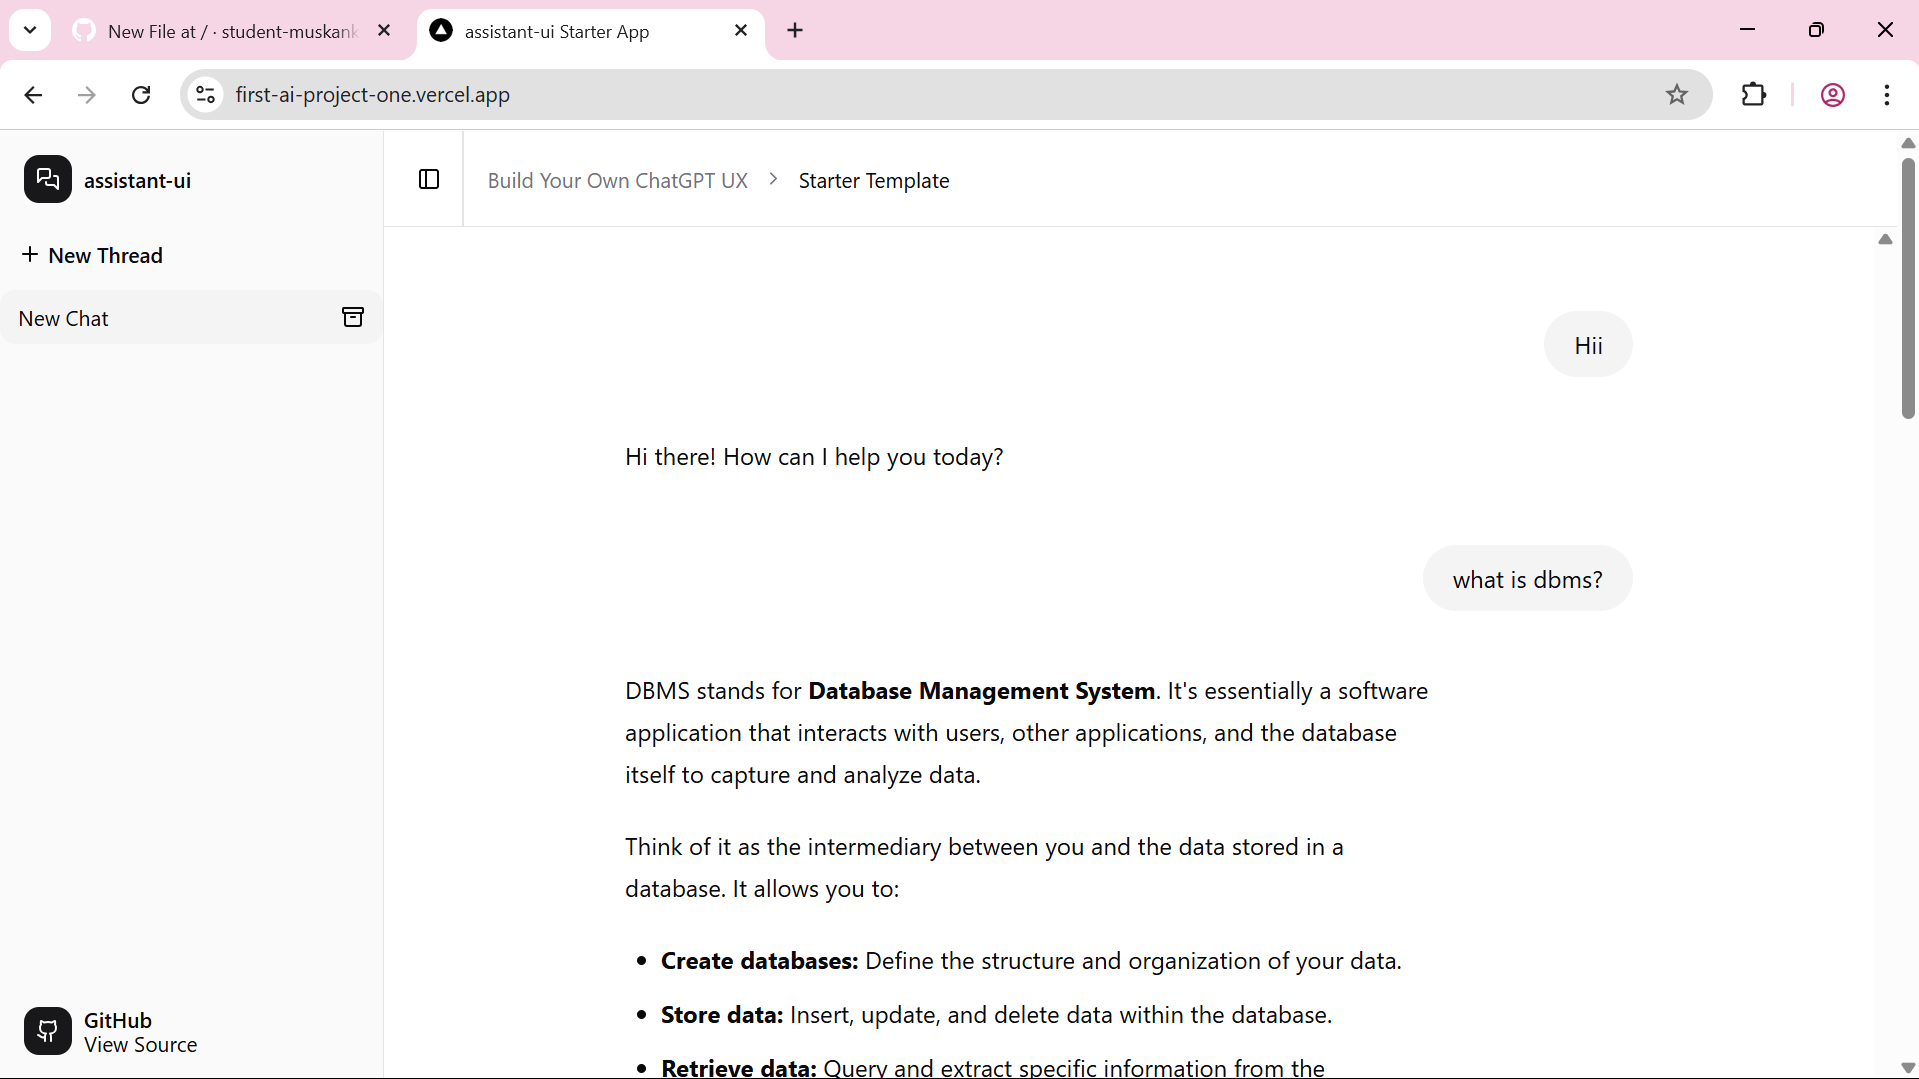 New File at / · student-muskank
assistant-ui Starter App
first-ai-project-one.vercel.app
assistant-ui
Build Your Own ChatGPT UX > Starter Template
New Thread
New Chat
Hii
Hi there! How can I help you today?
what is dbms?
DBMS stands for Database Management System. It's essentially a software
application that interacts with users, other applications, and the database
itself to capture and analyze data.
Think of it as the intermediary between you and the data stored in a
database. It allows you to:
• Create databases: Define the structure and organization of your data.
• Store data: Insert, update, and delete data within the database.
• Retrieve data: Query and extract specific information from the
GitHub
View Source